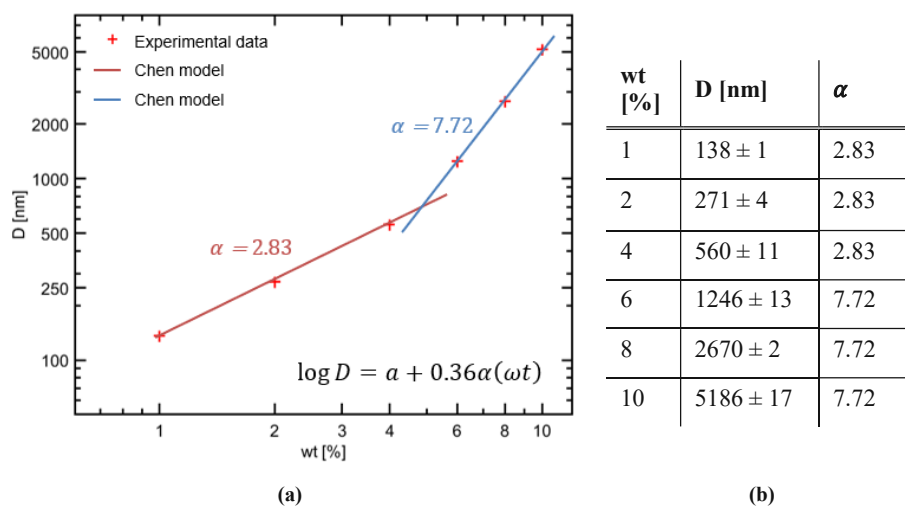 Experimental data
Chen model
Chen model
α = 7.72
α = 2.83
log D = a + 0.36α(ωt)
D [nm]
5000
2000
1000
500
250
100
1
2
3
4
6
8
10
wt [%]
(a)
wt [%] D [nm] α
1 138 ± 1 2.83
2 271 ± 4 2.83
4 560 ± 11 2.83
6 1246 ± 13 7.72
8 2670 ± 2 7.72
10 5186 ± 17 7.72
(b)